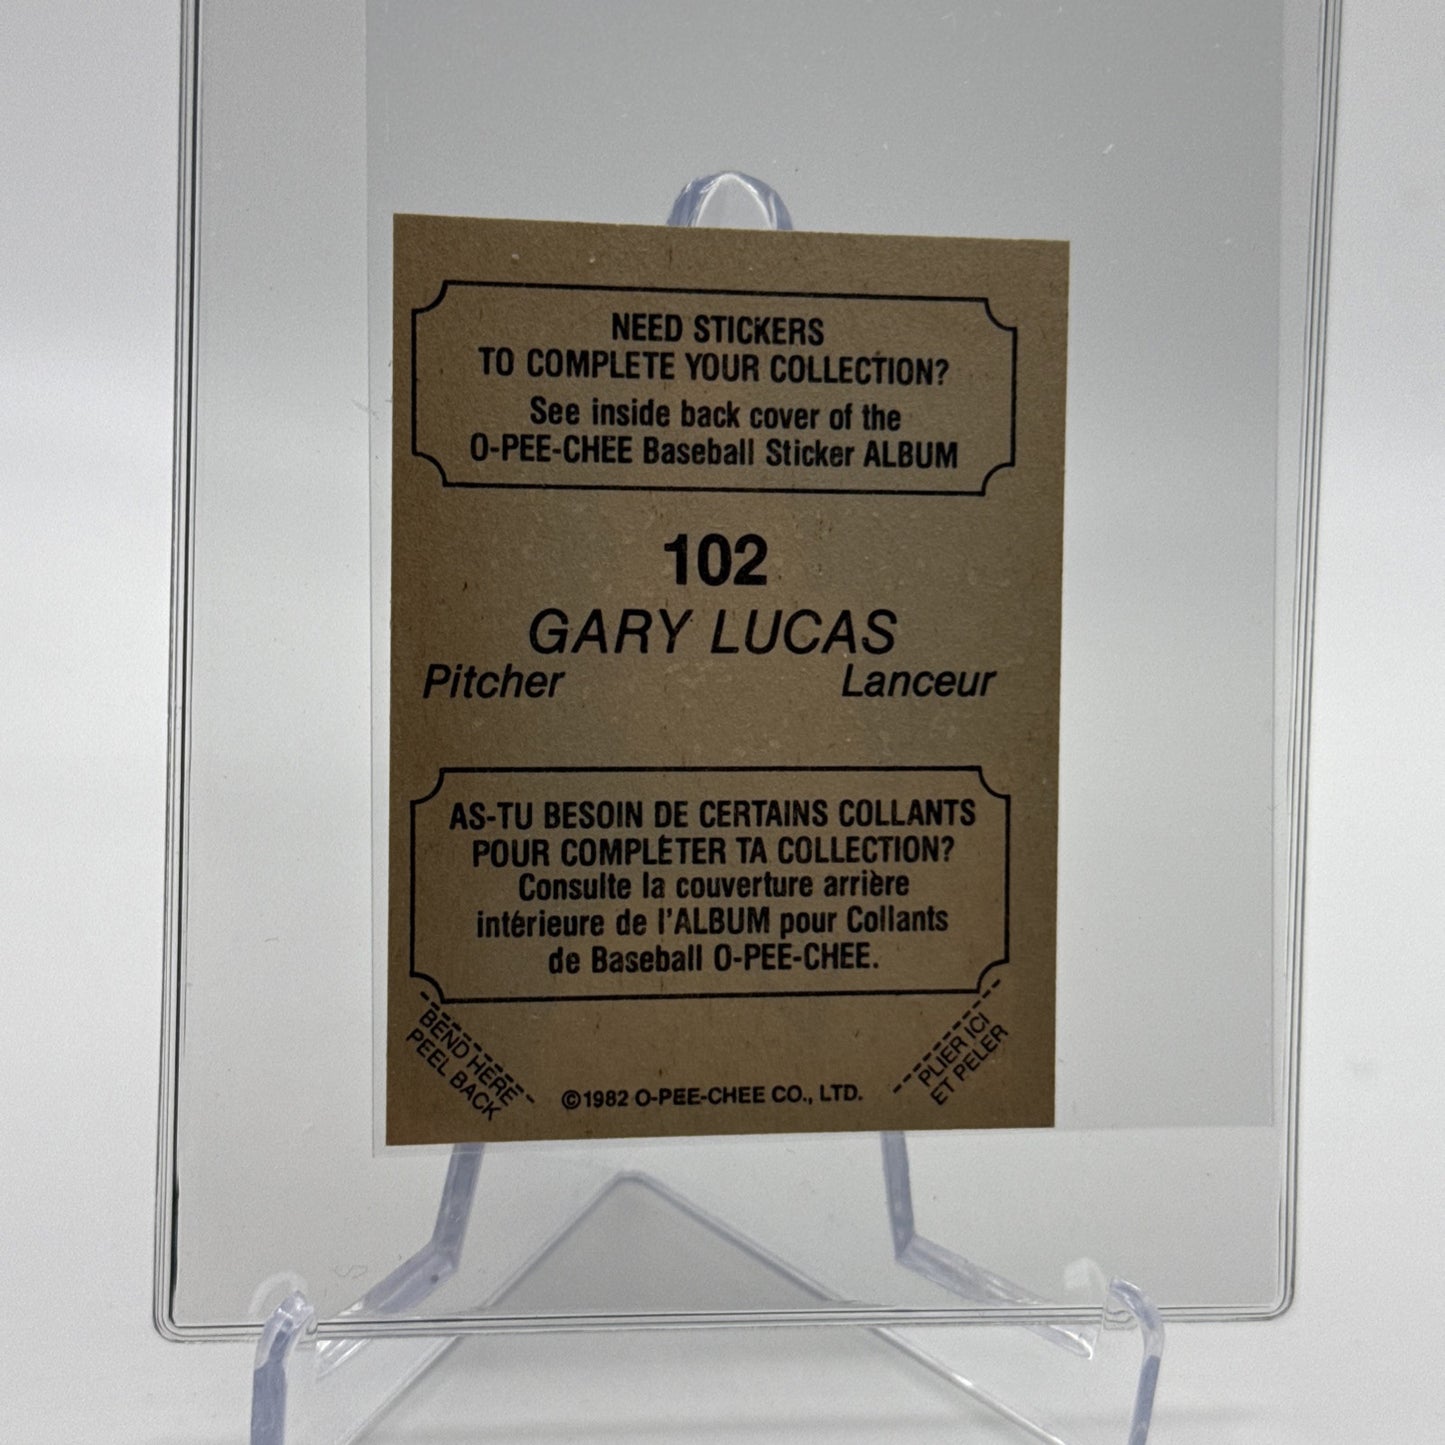 NEED STICKERS
TO COMPLETE YOUR COLLECTION?
See inside back cover of the
O-PEE-CHEE Baseball Sticker ALBUM
102
GARY LUCAS
Pitcher Lanceur
AS-TU BESOIN DE CERTAINS COLLANTS
POUR COMPLÉTER TA COLLECTION?
Consulte la couverture arrière
intérieure de l'ALBUM pour Collants
de Baseball O-PEE-CHEE.
BEND HERE
PEEL BACK
©1982 O-PEE-CHEE CO., LTD.
PLIER ICI
ET PELER